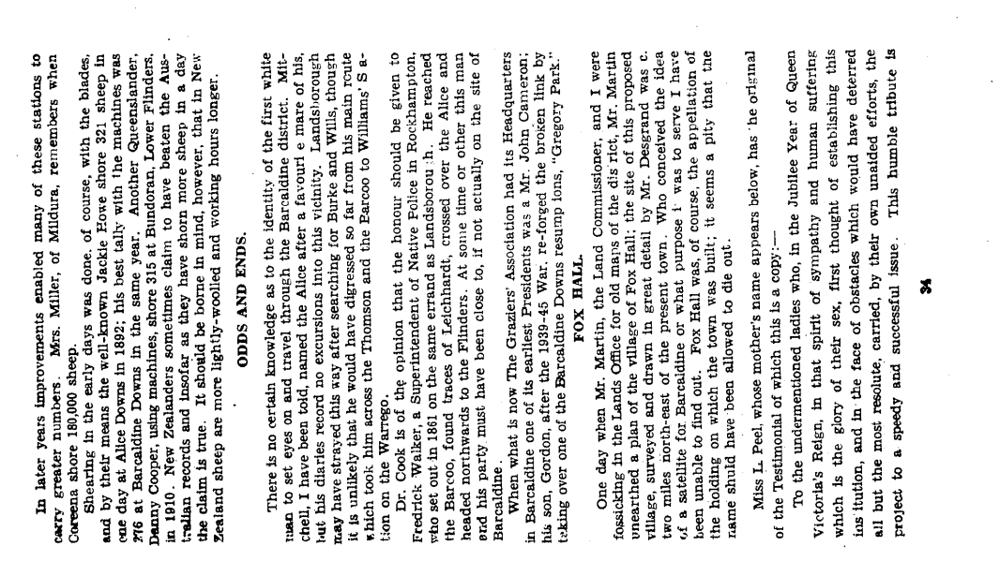 In later years improvements enabled many of these stations to
carry greater numbers. Mrs. Miller, of Mildura, remembers when
Coreena shore 180,000 sheep.
Shearing in the early days was done, of course, with the blades,
and by their means the well-known Jackie Howe shore 321 sheep in
one day at Alice Downs in 1892; his best tally with the machines was
276 at Barcaldine Downs in the same year. Another Queenslander,
Danny Cooper, using machines, shore 315 at Bundoran, Lower Flinders,
in 1910. New Zealanders sometimes claim to have beaten the Aus-
tralian records and insofar as they have shorn more sheep in a day
the claim is true. It should be borne in mind, however, that in New
Zealand sheep are more lightly-woolled and working hours longer.
ODDS AND ENDS.
There is no certain knowledge as to the identity of the first white
man to set eyes on and travel through the Barcaldine district. Mit-
chell, I have been told, named the Alice after a favouri e mare of his,
but his diaries record no excursions into this vicinity. Landsborough
may have strayed this way after searching for Burke and Wills, though
it is unlikely that he would have digressed so far from his main route
which took him across the Thomson and the Barcoo to Williams' S a-
tion on the Warrego.
Dr. Cook is of the opinion that the honour should be given to
Fredrick Walker, a Superintendent of Native Police in Rockhampton,
who set out in 1861 on the same errand as Landsborou h. He reached
the Barcoo, found traces of Leichhardt, crossed over the Alice and
headed northwards to the Flinders. At some time or other this man
and his party must have been close to, if not actually on the site of
Barcaldine.
When what is now The Graziers' Association had its Headquarters
in Barcaldine one of its earliest Presidents was a Mr. John Cameron;
his son, Gordon, after the 1939-45 War, re-forged the broken link by
taking over one of the Barcaldine Downs resump ions, "Gregory Park."
FOX HALL.
One day when Mr. Martin, the Land Commissioner, and I were
fossicking in the Lands Office for old maps of the dis rict, Mr. Martin
unearthed a plan of the village of Fox Hall; the site of this proposed
village, surveyed and drawn in great detail by Mr. Desgrand was c.
two miles north-east of the present town. Who conceived the idea
of a satellite for Barcaldine or what purpose i was to serve I have
been unable to find out. Fox Hall was, of course, the appellation of
the holding on which the town was built; it seems a pity that the
name shuld have been allowed to die out.
Miss L Peel, whose mother's name appears below, has he original
of the Testimonial of which this is a copy:—
To the undermentioned ladies who, in the Jubilee Year of Queen
Victoria's Reign, in that spirit of sympathy and human suffering
which is the glory of their sex, first thought of establishing this
ins itution, and in the face of obstacles which would have deterred
all but the most resolute, carried, by their own unaided efforts, the
project to a speedy and successful issue. This humble tribute is
34